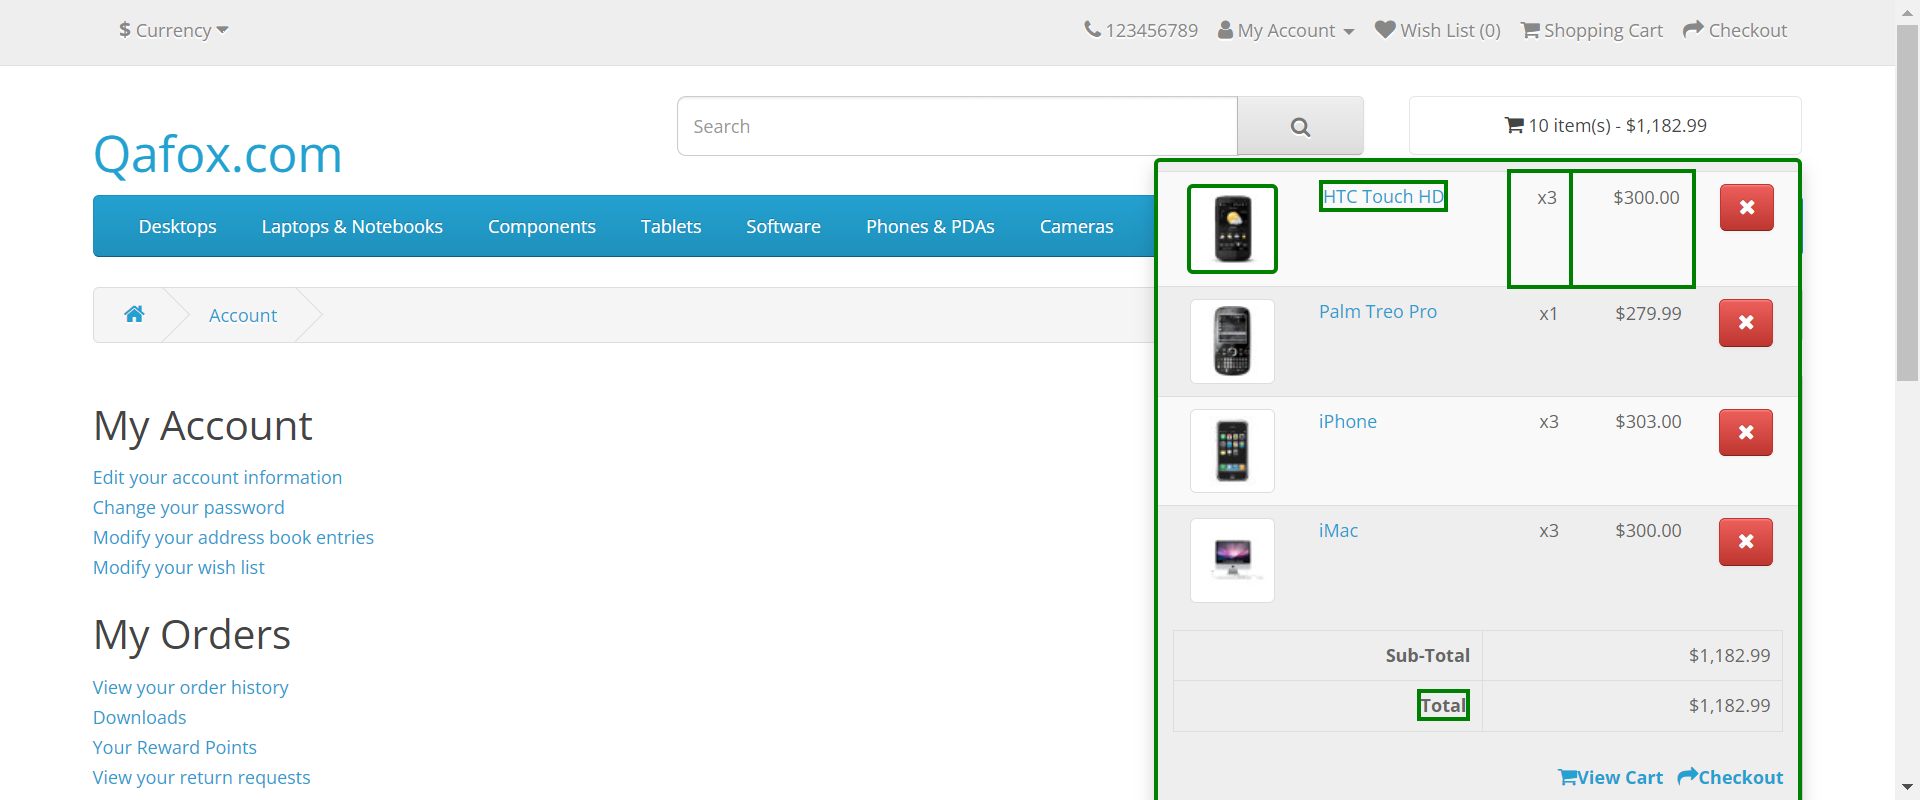 $ Currency
123456789 My Account Wish List (0) Shopping Cart Checkout
Qafox.com
Search
10 item(s) - $1,182.99
Desktops Laptops & Notebooks Components Tablets Software Phones & PDAs Cameras
HTC Touch HD x3 $300.00
Palm Treo Pro x1 $279.99
iPhone x3 $303.00
iMac x3 $300.00
Sub-Total $1,182.99
Total $1,182.99
View Cart Checkout
Account
My Account
Edit your account information
Change your password
Modify your address book entries
Modify your wish list
My Orders
View your order history
Downloads
Your Reward Points
View your return requests